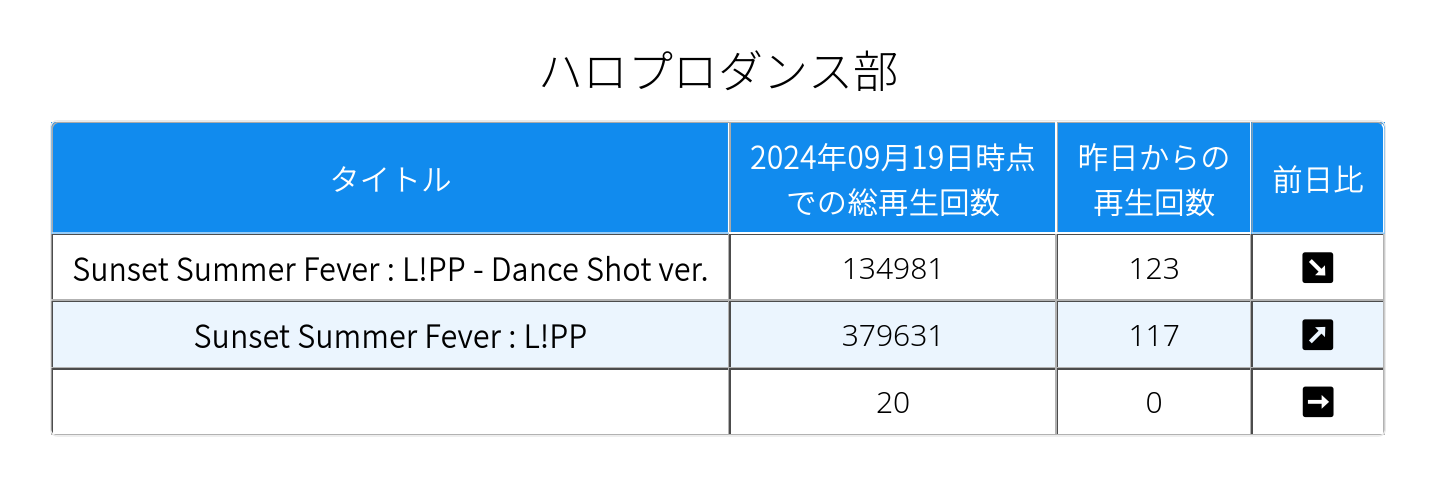 ハロプロダンス部
タイトル
2024年09月19日時点
での総再生回数
昨日からの
再生回数
前日比
Sunset Summer Fever : L!PP - Dance Shot ver.
134981
123
↘
Sunset Summer Fever : L!PP
379631
117
↗
20
0
→